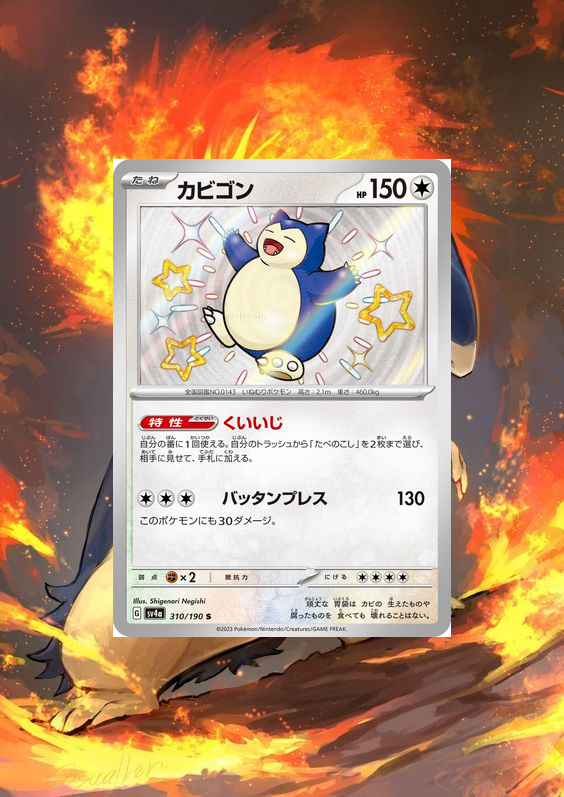 たね
カビゴン
HP 150
全国図鑑NO.0143 いねむりポケモン 高さ:2.1m 重さ:460.0kg
特性 くいいじ
自分の番に1回使える。自分のトラッシュから「たべのこし」を2枚まで選び、
相手に見せて、手札に加える。
バッタンプレス 130
このポケモンにも30ダメージ。
弱点 ×2 抵抗力 にげる
Illus. Shigenori Negishi
G sv4a 310/190 S
頑丈な 胃袋は カビの 生えたものや
腐ったものを 食べても 壊れることはない。
©2023 Pokémon/Nintendo/Creatures/GAME FREAK.